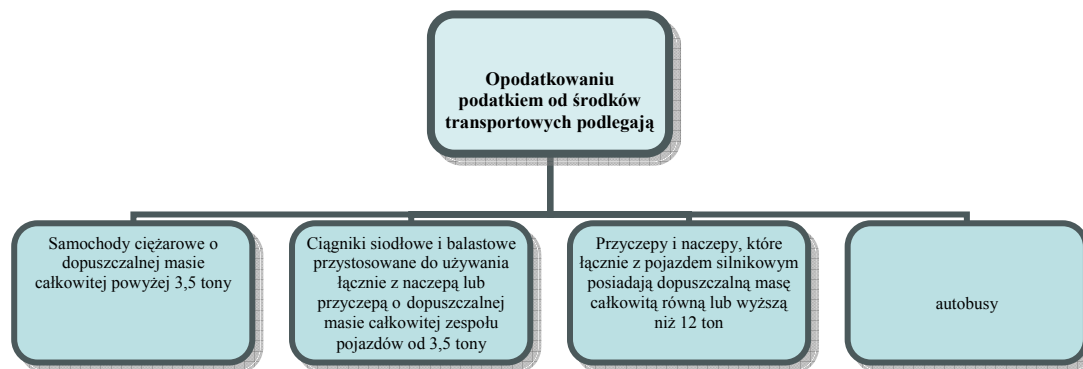 Opodatkowaniu
podatkiem od środków
transportowych podlegają
Samochody ciężarowe o
dopuszczalnej masie
całkowitej powyżej 3,5 tony
Ciągniki siodłowe i balastowe
przystosowane do używania
łącznie z naczepą lub
przyczepą o dopuszczalnej
masie całkowitej zespołu
pojazdów od 3,5 tony
Przyczepy i naczepy, które
łącznie z pojazdem silnikowym
posiadają dopuszczalną masę
całkowitą równą lub wyższą
niż 12 ton
autobusy